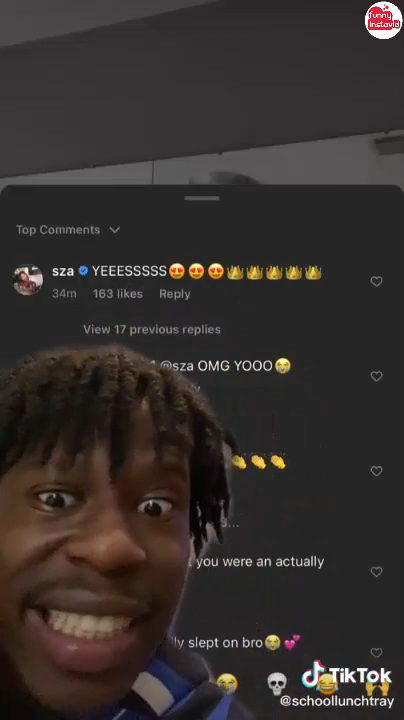 funny
instavid
Top Comments
sza YEEESSSSS😍😍😍👑👑👑👑👑
34m 163 likes Reply
View 17 previous replies
@sza OMG YOOO😭
👏👏👏
you were an actually
slept on bro😭💕
TikTok
@schoollunchtray